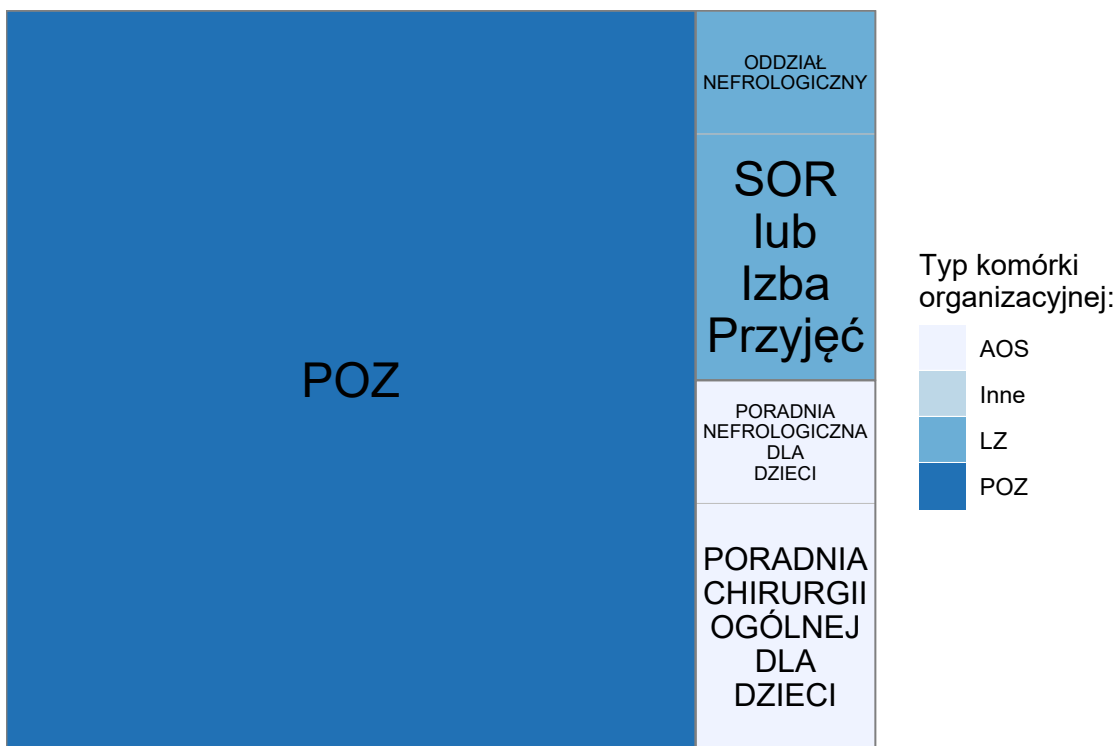 POZ
ODDZIAŁ
NEFROLOGICZNY
SOR
lub
Izba
Przyjęć
PORADNIA
NEFROLOGICZNA
DLA
DZIECI
PORADNIA
CHIRURGII
OGÓLNEJ
DLA
DZIECI
Typ komórki
organizacyjnej:
AOS
Inne
LZ
POZ